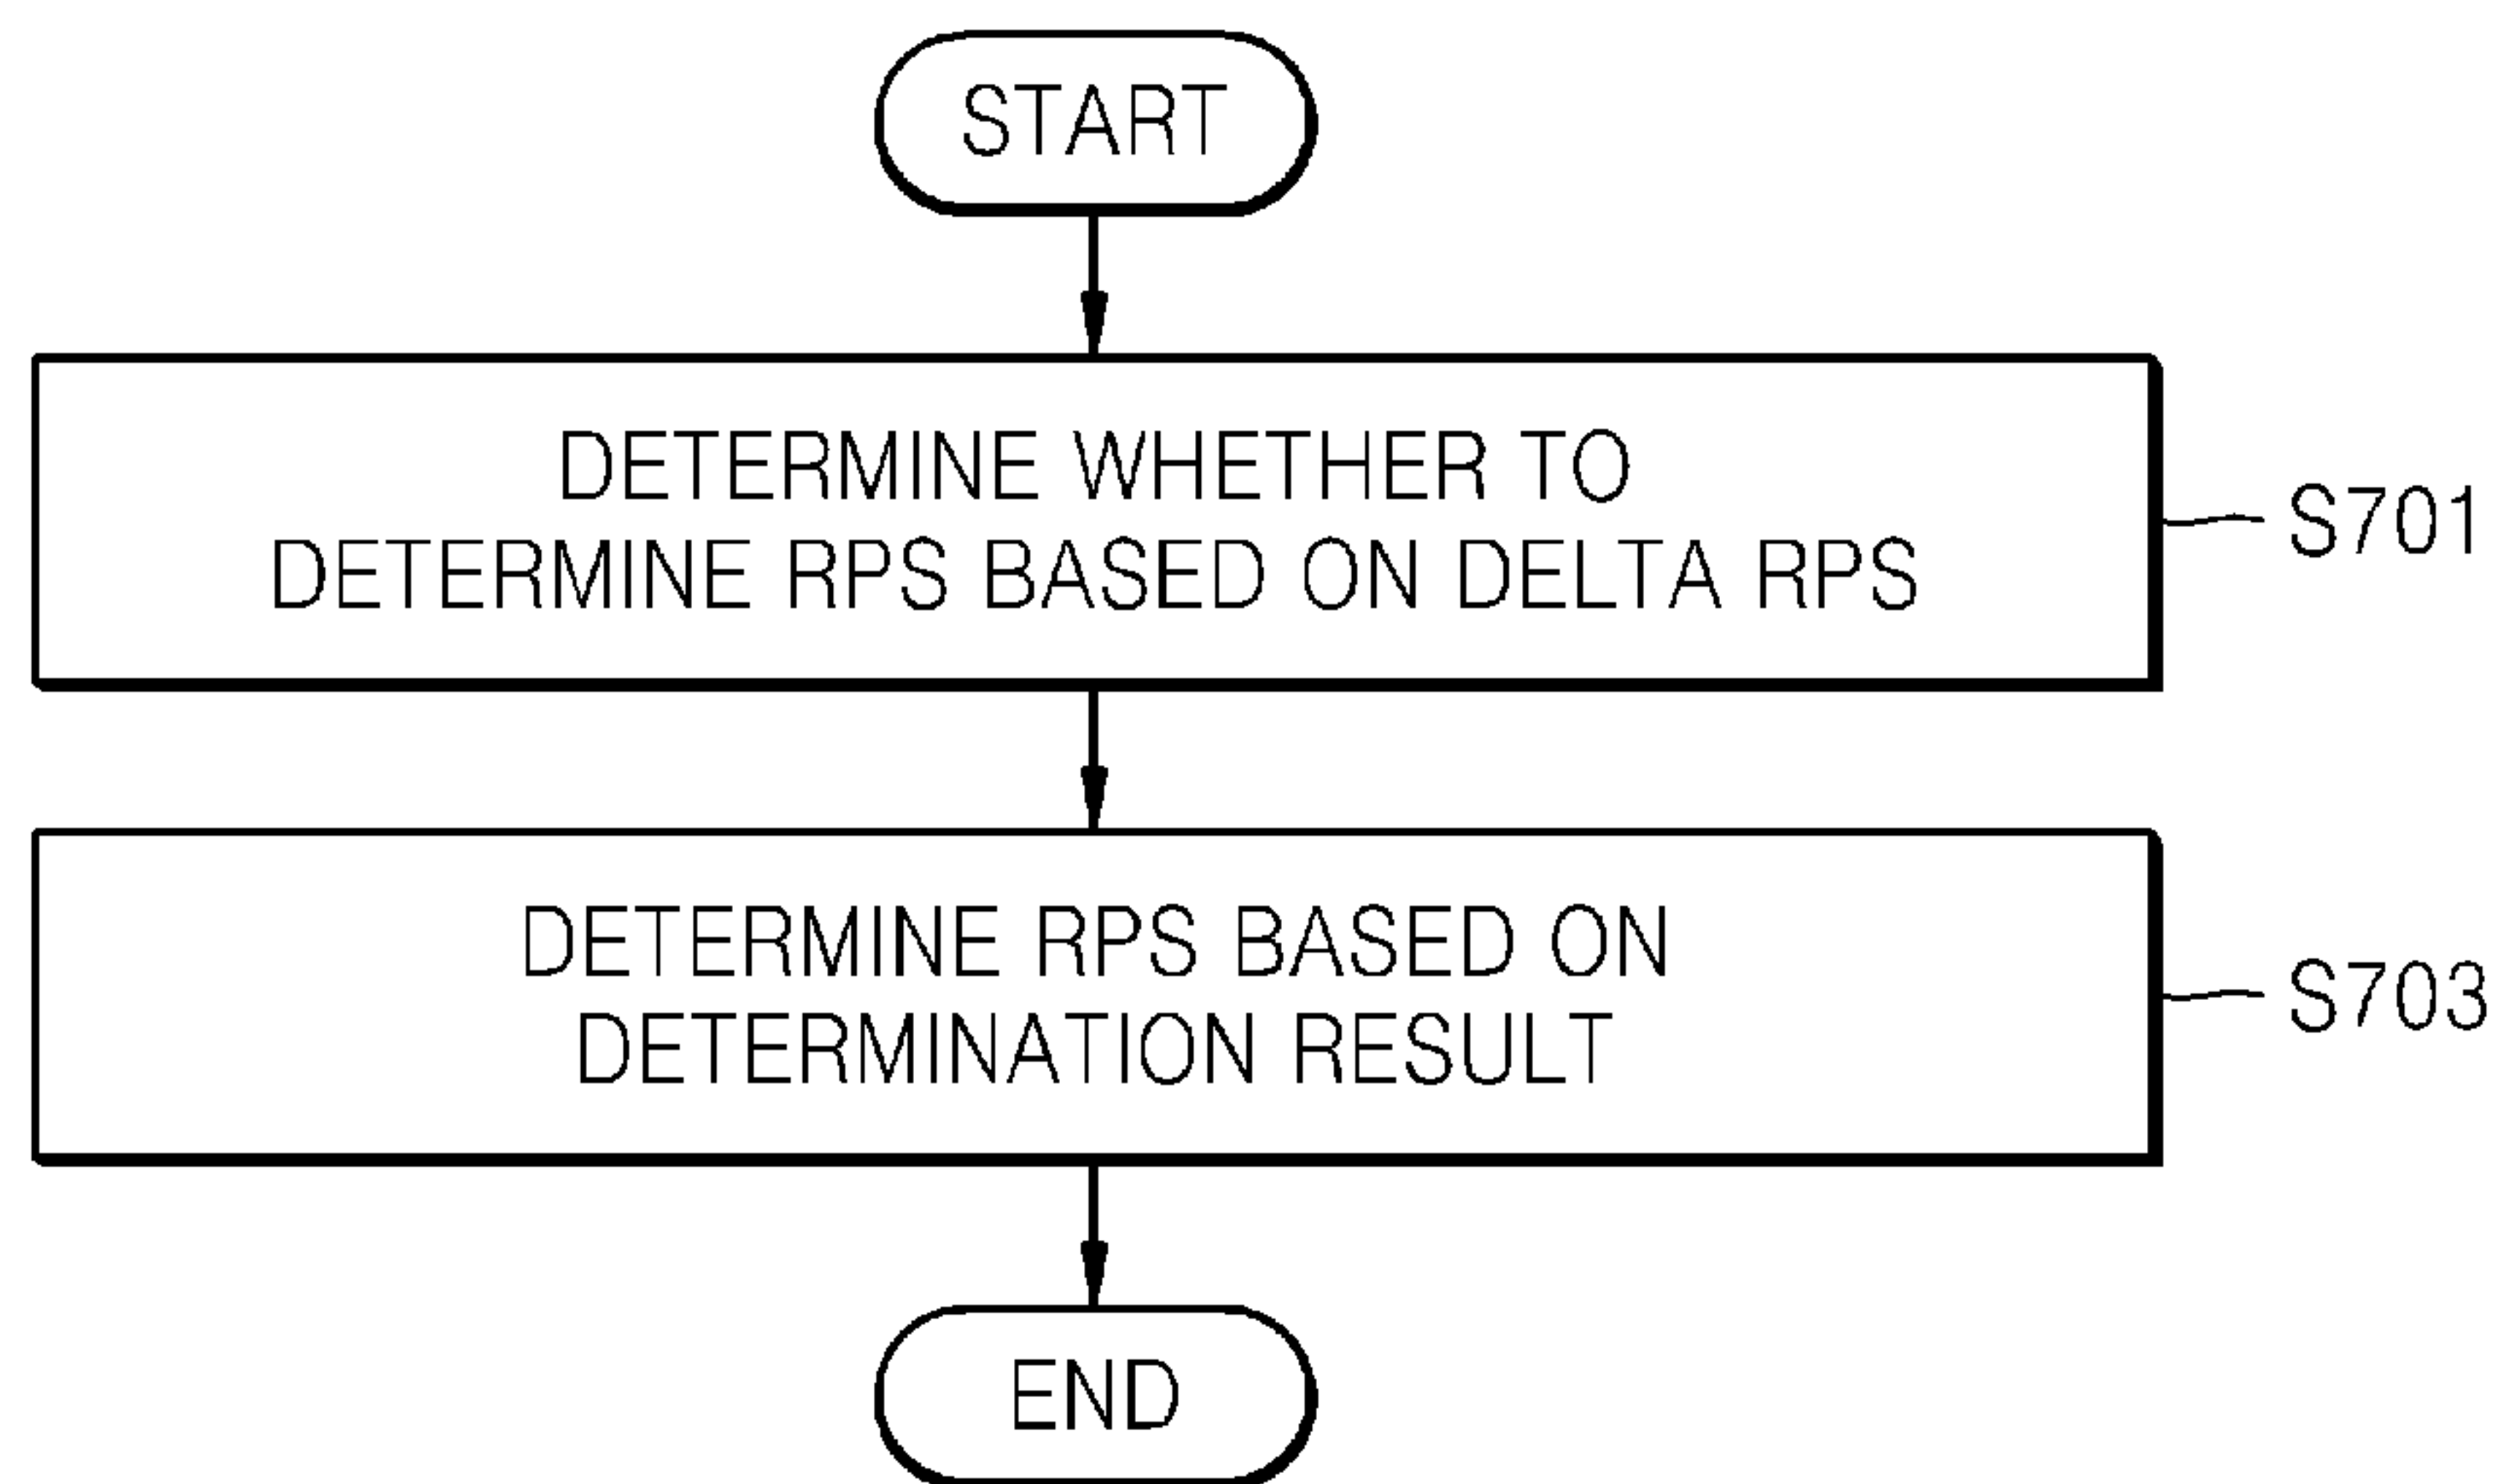 START
DETERMINE WHETHER TO
DETERMINE RPS BASED ON DELTA RPS
S701
DETERMINE RPS BASED ON
DETERMINATION RESULT
S703
END